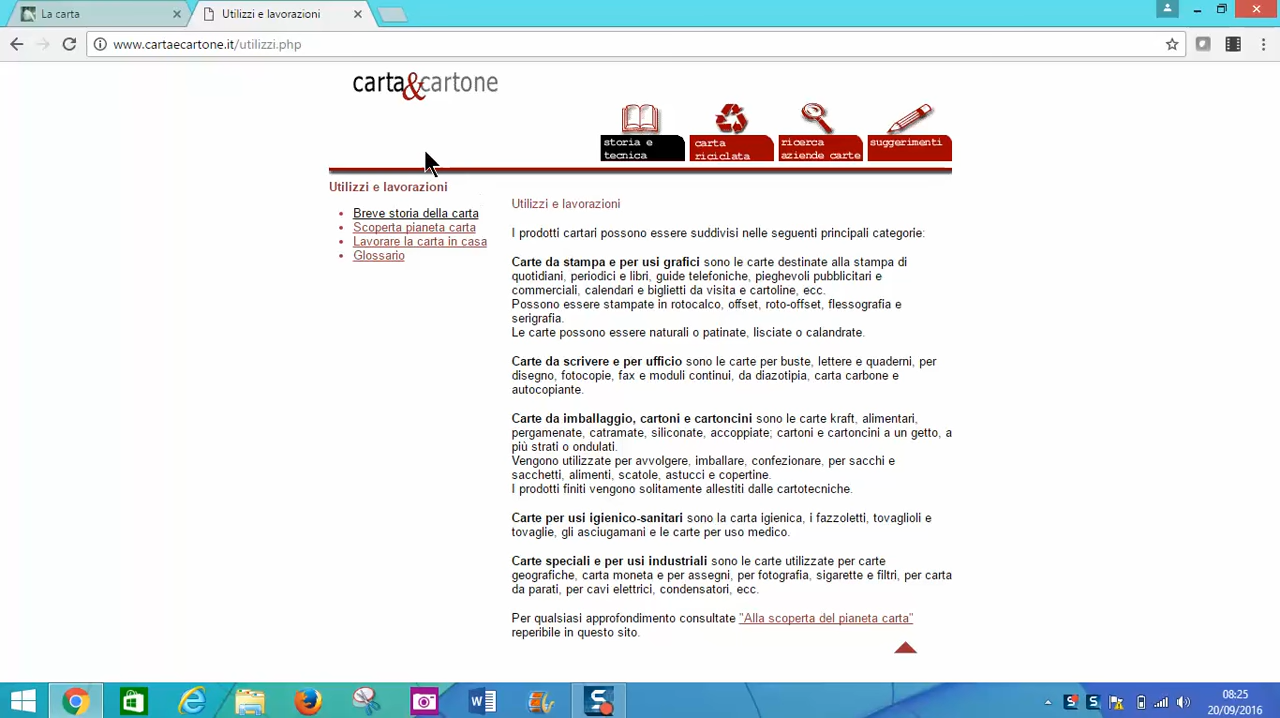 La carta
Utilizzi e lavorazioni
www.cartaecartone.it/utilizzi.php
carta&cartone
storia e
tecnica
carta
riciclata
ricerca
aziende carte
suggerimenti
Utilizzi e lavorazioni
Breve storia della carta
Scoperta pianeta carta
Lavorare la carta in casa
Glossario
Utilizzi e lavorazioni
I prodotti cartari possono essere suddivisi nelle seguenti principali categorie:
Carte da stampa e per usi grafici sono le carte destinate alla stampa di
quotidiani, periodici e libri, guide telefoniche, pieghevoli pubblicitari e
commerciali, calendari e biglietti da visita e cartoline, ecc.
Possono essere stampate in rotocalco, offset, roto-offset, flessografia e
serigrafia.
Le carte possono essere naturali o patinate, lisciate o calandrate.
Carte da scrivere e per ufficio sono le carte per buste, lettere e quaderni, per
disegno, fotocopie, fax e moduli continui, da diazotipia, carta carbone e
autocopiante.
Carte da imballaggio, cartoni e cartoncini sono le carte kraft, alimentari,
pergamenate, catramate, siliconate, accoppiate; cartoni e cartoncini a un getto, a
più strati o ondulati.
Vengono utilizzate per avvolgere, imballare, confezionare, per sacchi e
sacchetti, alimenti, scatole, astucci e copertine.
I prodotti finiti vengono solitamente allestiti dalle cartotecniche.
Carte per usi igienico-sanitari sono la carta igienica, i fazzoletti, tovaglioli e
tovaglie, gli asciugamani e le carte per uso medico.
Carte speciali e per usi industriali sono le carte utilizzate per carte
geografiche, carta moneta e per assegni, per fotografia, sigarette e filtri, per carta
da parati, per cavi elettrici, condensatori, ecc.
Per qualsiasi approfondimento consultate "Alla scoperta del pianeta carta"
reperibile in questo sito.
08:25
20/09/2016